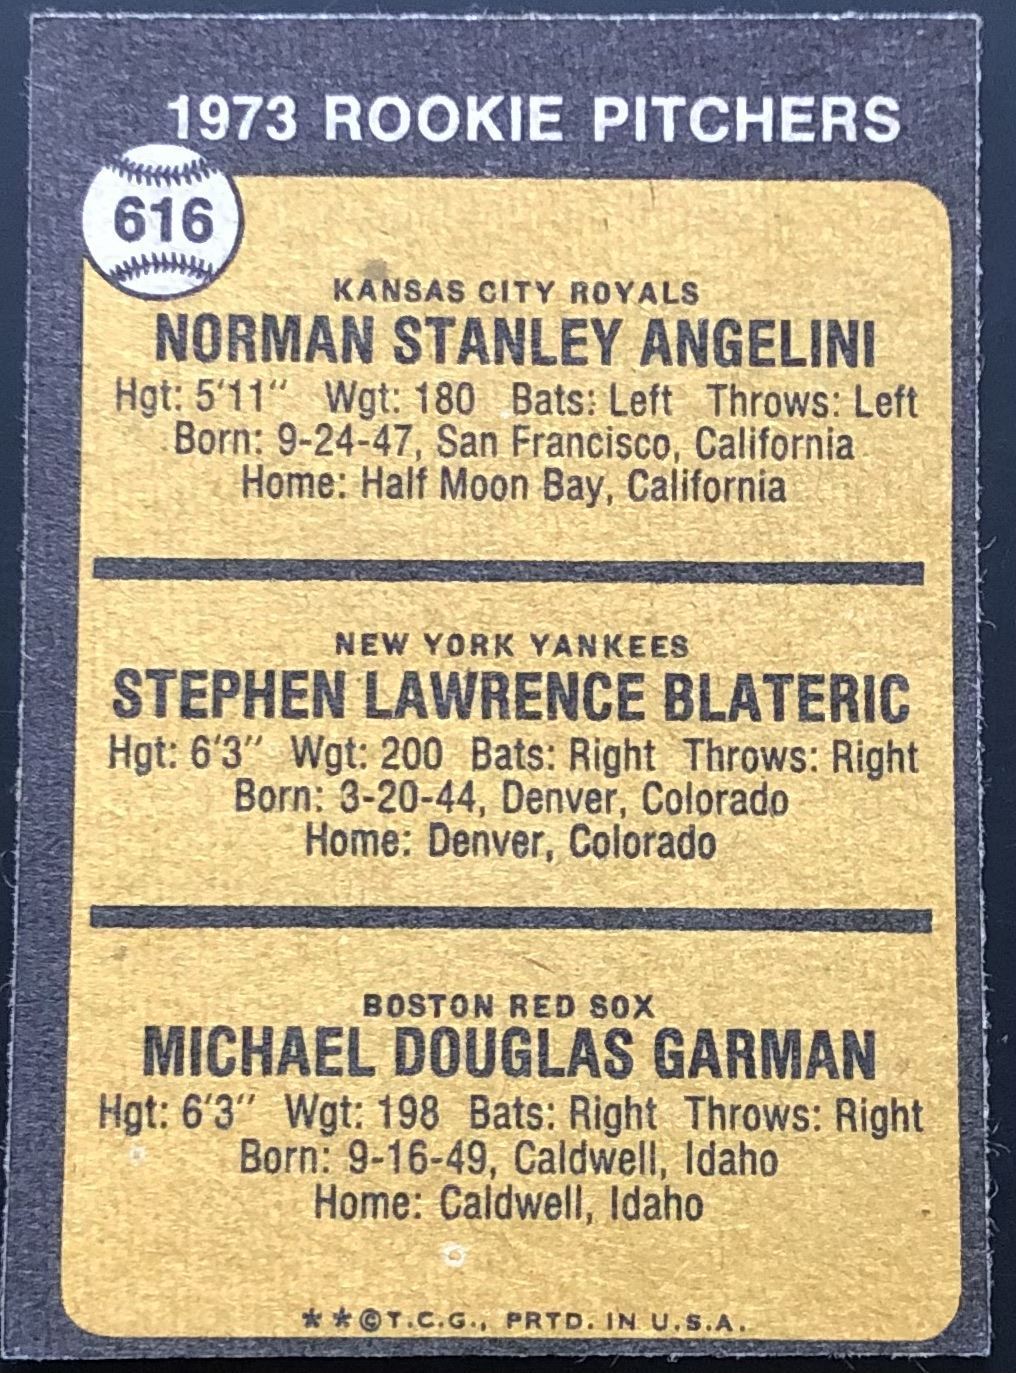 1973 ROOKIE PITCHERS
616
KANSAS CITY ROYALS
NORMAN STANLEY ANGELINI
Hgt: 5'11" Wgt: 180 Bats: Left Throws: Left
Born: 9-24-47, San Francisco, California
Home: Half Moon Bay, California
NEW YORK YANKEES
STEPHEN LAWRENCE BLATERIC
Hgt: 6'3" Wgt: 200 Bats: Right Throws: Right
Born: 3-20-44, Denver, Colorado
Home: Denver, Colorado
BOSTON RED SOX
MICHAEL DOUGLAS GARMAN
Hgt: 6'3" Wgt: 198 Bats: Right Throws: Right
Born: 9-16-49, Caldwell, Idaho
Home: Caldwell, Idaho
**©T.C.G., PRTD. IN U.S.A.